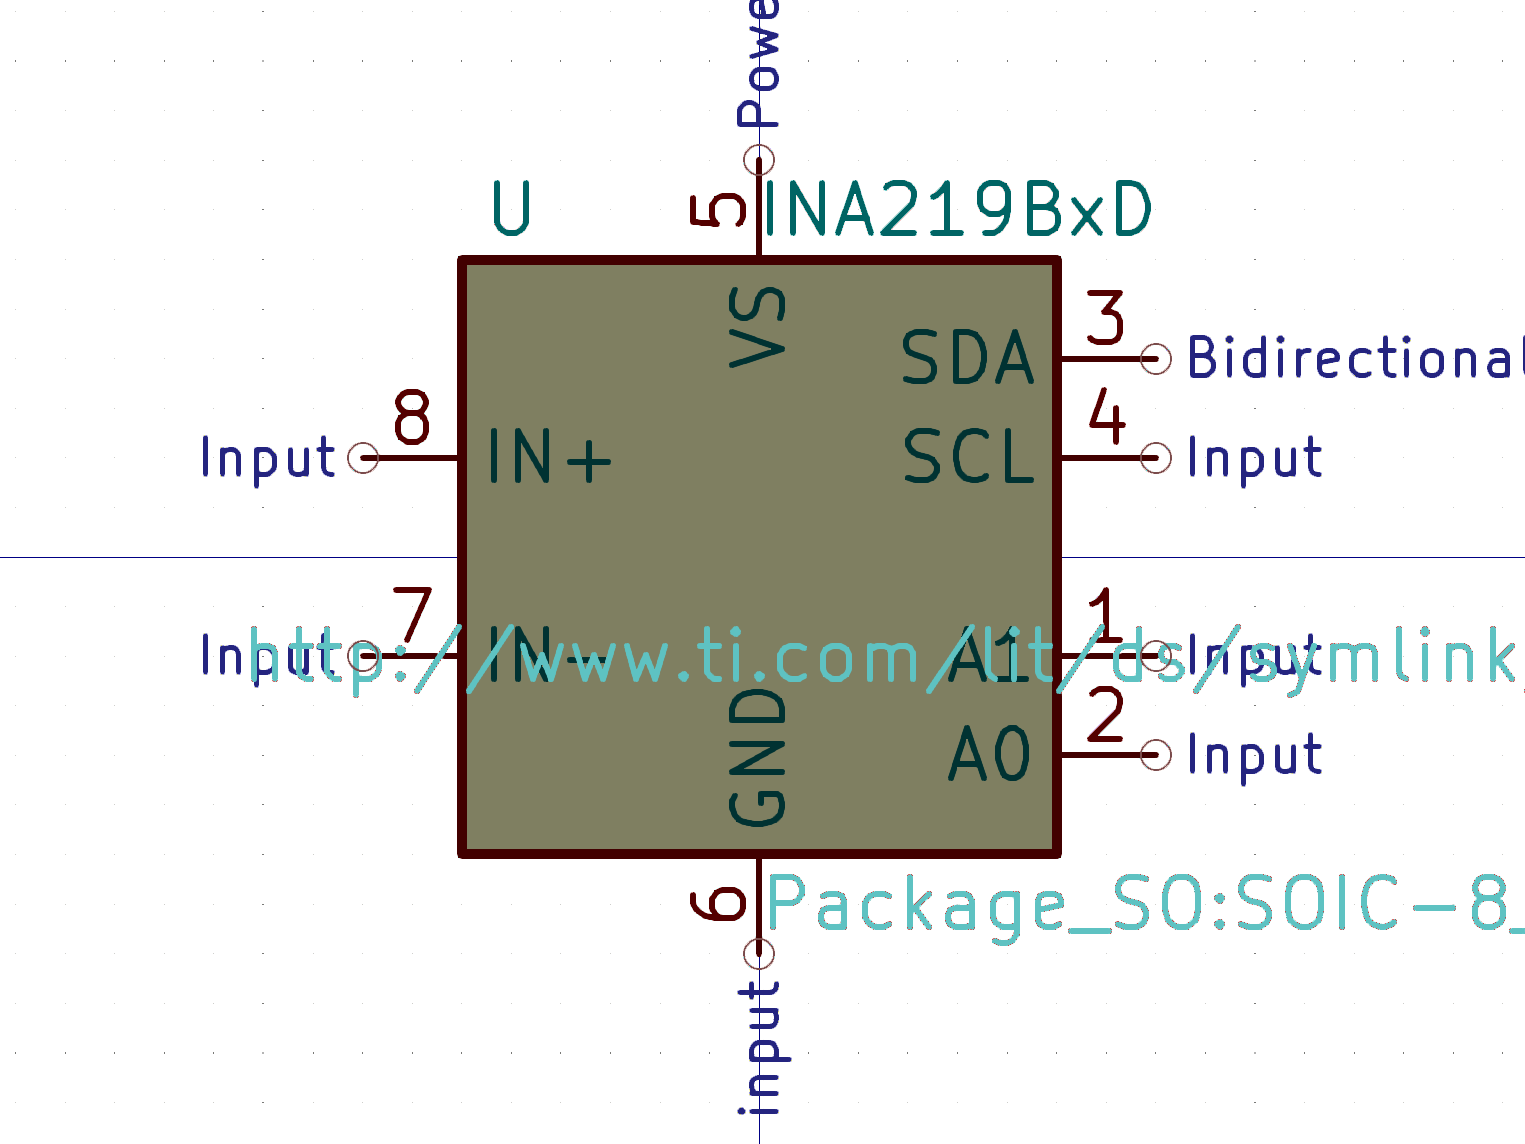 Powe
U
5
INA219BxD
VS
SDA
3
Bidirectional
8
Input
IN+
SCL
4
Input
7
Input
IN-
http://www.ti.com/lit/ds/symlink
A1
1
Input
GND
A0
2
Input
6
Package_SO:SOIC-8_
input